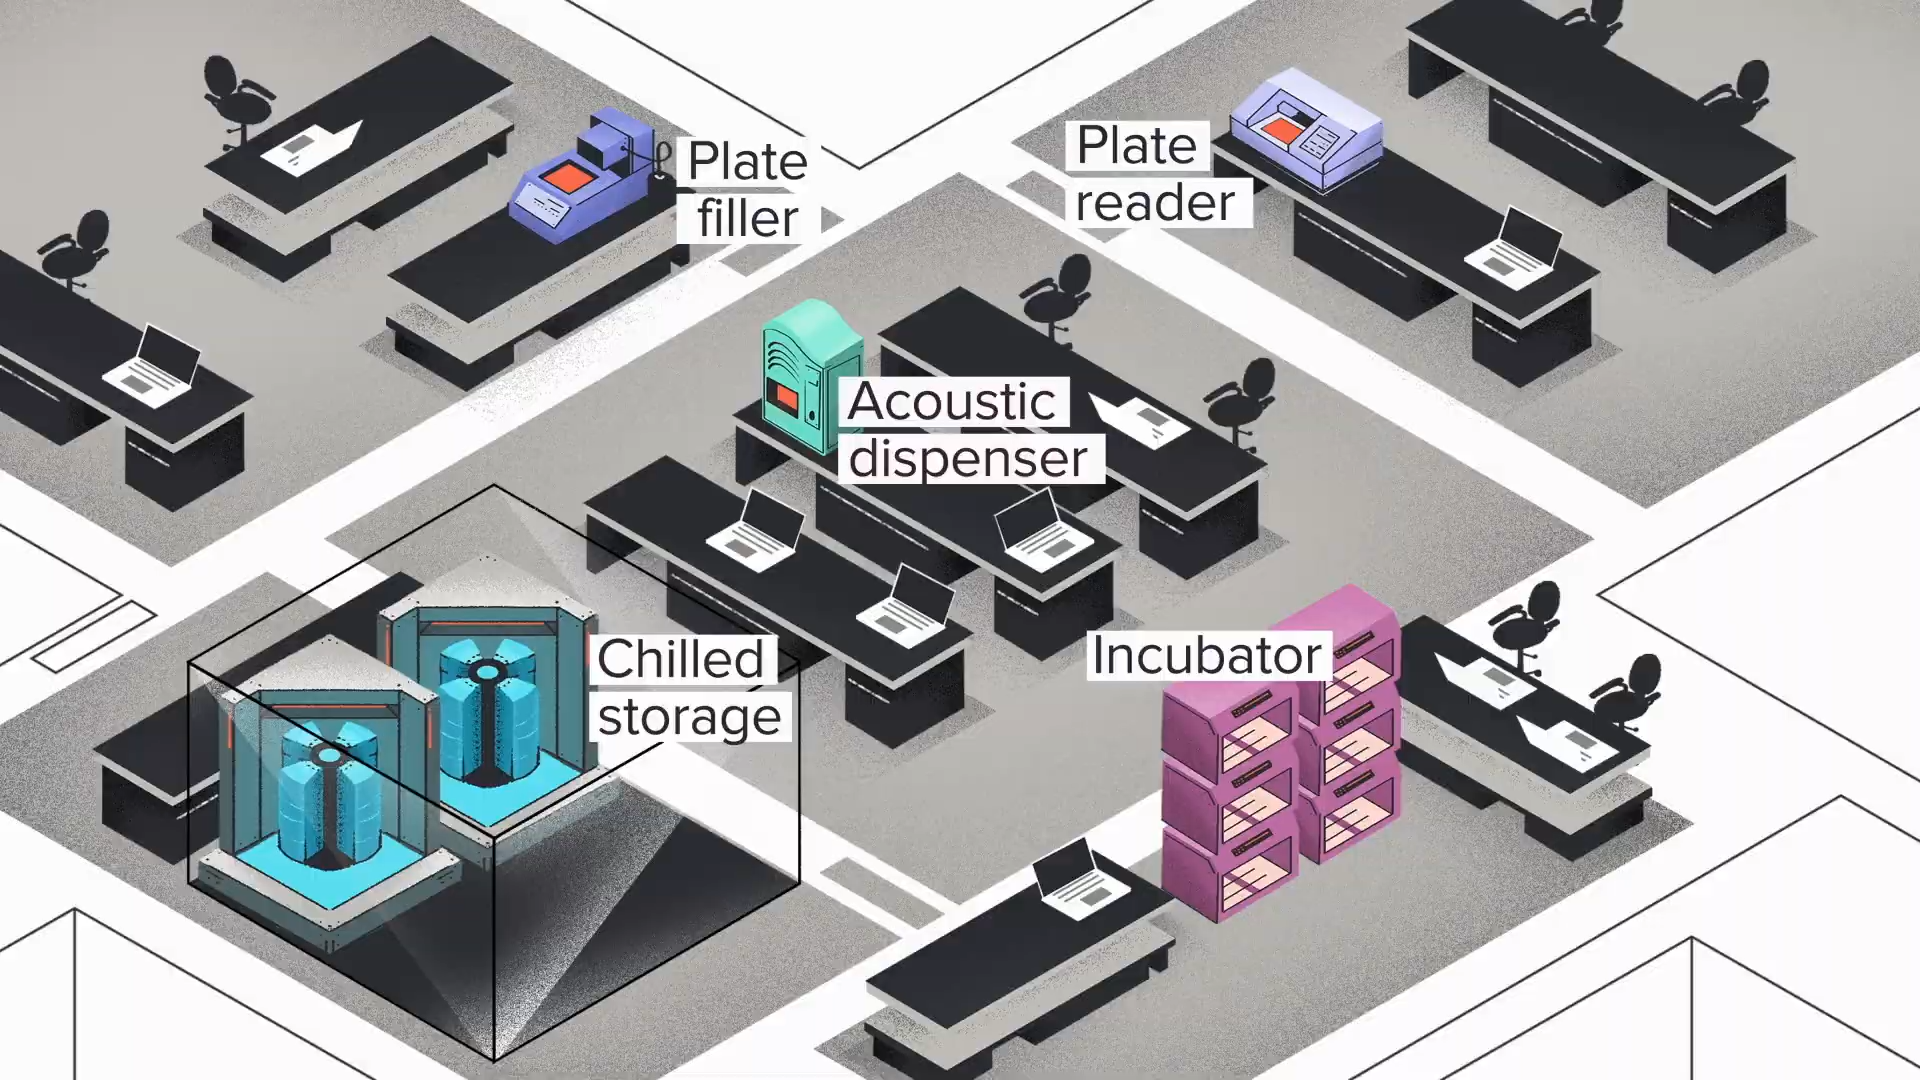 Plate
filler
Plate
reader
Acoustic
dispenser
Chilled
storage
Incubator